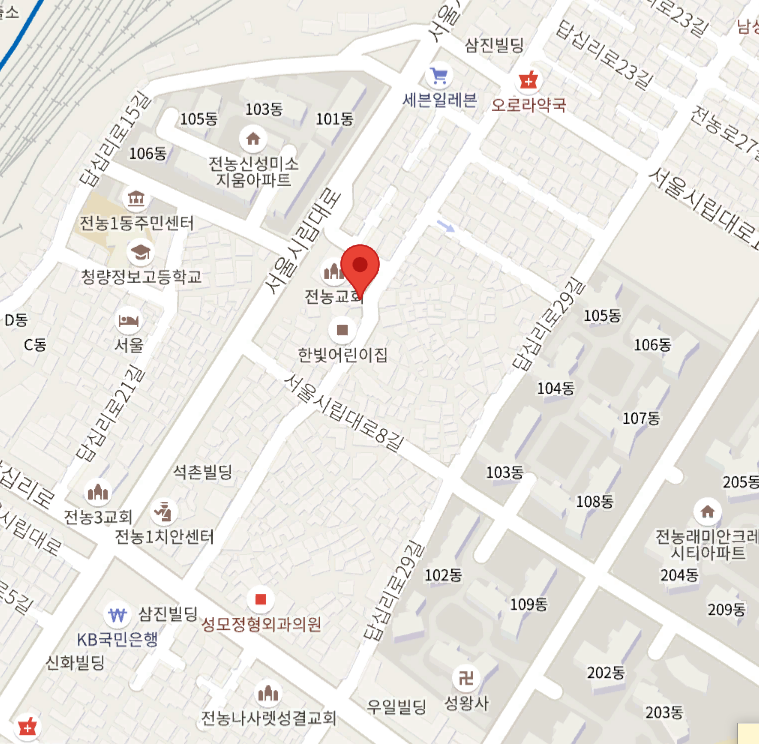 답십리로23길
삼진빌딩
답십리로23길
세븐일레븐
오로라약국
105동
103동
101동
106동
전농신성미소
지움아파트
답십리로15길
전농로27길
서울시립대로
전농1동주민센터
서울시립대로
청량정보고등학교
전농교회
D동
C동
서울
한빛어린이집
답십리로29길
105동
106동
104동
107동
서울시립대로8길
답십리로21길
석촌빌딩
103동
108동
205동
전농3교회
전농1치안센터
전농래미안크레
시티아파트
204동
답십리로29길
102동
109동
209동
삼진빌딩
성모정형외과의원
KB국민은행
신화빌딩
202동
성왕사
우일빌딩
전농나사렛성결교회
203동